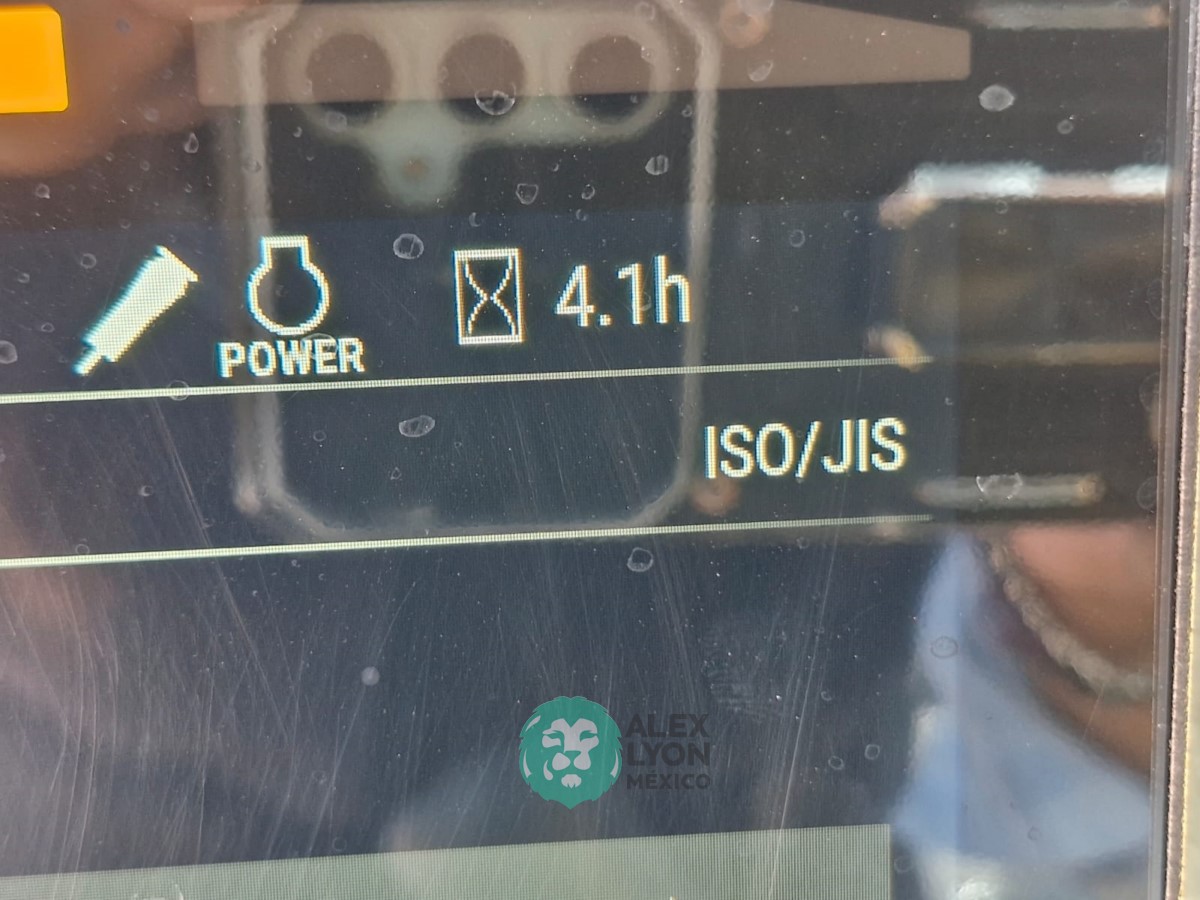 4.1h
POWER
ISO/JIS
ALEX
LYON
MÉXICO